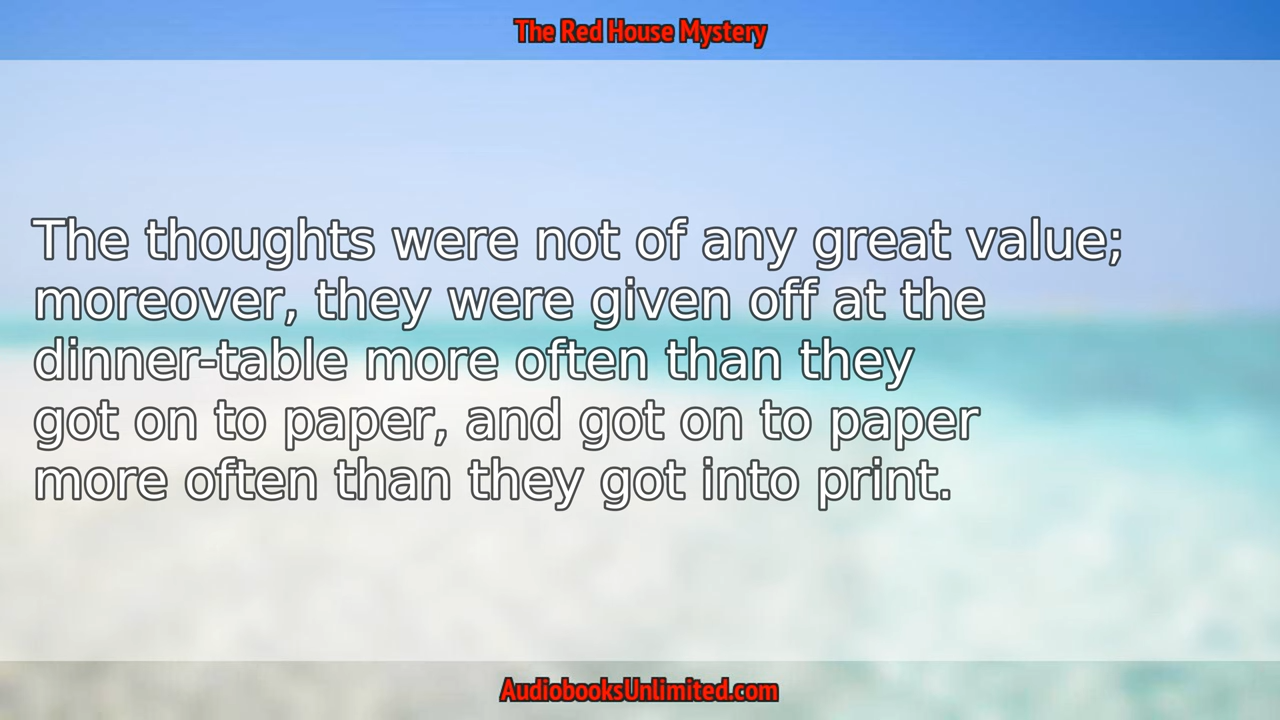 The Red House Mystery
The thoughts were not of any great value;
moreover, they were given off at the
dinner-table more often than they
got on to paper, and got on to paper
more often than they got into print.
AudiobooksUnlimited.com